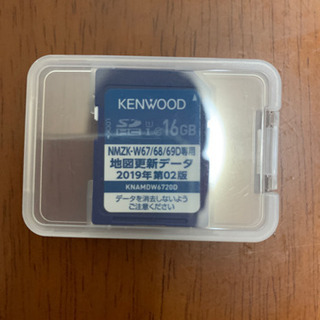 KENWOOD
SD HC I U1 16GB
NMZK-W67/68/69D専用
地図更新データ
2019年 第02版
KNAMDW6720D
データを消去しないよう
ご注意ください